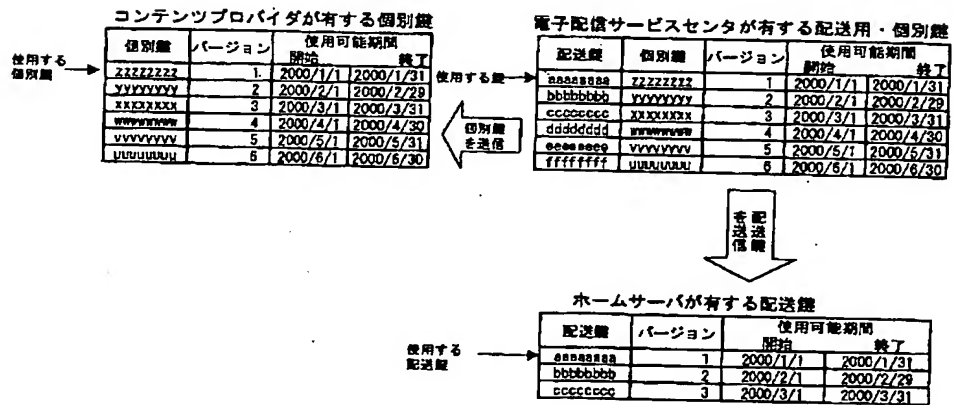 コンテンツプロバイダが有する個別鍵
個別鍵 バージョン 使用可能期間
開始 終了
使用する
個別鍵
zzzzzzzz 1 2000/1/1 2000/1/31
yyyyyyyy 2 2000/2/1 2000/2/29
xxxxxxxx 3 2000/3/1 2000/3/31
wwwwwwww 4 2000/4/1 2000/4/30
vvvvvvvv 5 2000/5/1 2000/5/31
uuuuuuuu 6 2000/6/1 2000/6/30
個別鍵
を送信
電子配信サービスセンタが有する配送用・個別鍵
配送鍵 個別鍵 バージョン 使用可能期間
開始 終了
使用する鍵
aaaaaaaa zzzzzzzz 1 2000/1/1 2000/1/31
bbbbbbbb yyyyyyyy 2 2000/2/1 2000/2/29
cccccccc xxxxxxxx 3 2000/3/1 2000/3/31
dddddddd wwwwwwww 4 2000/4/1 2000/4/30
eeeeeeee vvvvvvvv 5 2000/5/1 2000/5/31
ffffffff uuuuuuuu 6 2000/6/1 2000/6/30
配送鍵
を送信
ホームサーバが有する配送鍵
配送鍵 バージョン 使用可能期間
開始 終了
使用する
配送鍵
aaaaaaaa 1 2000/1/1 2000/1/31
bbbbbbbb 2 2000/2/1 2000/2/29
cccccccc 3 2000/3/1 2000/3/31